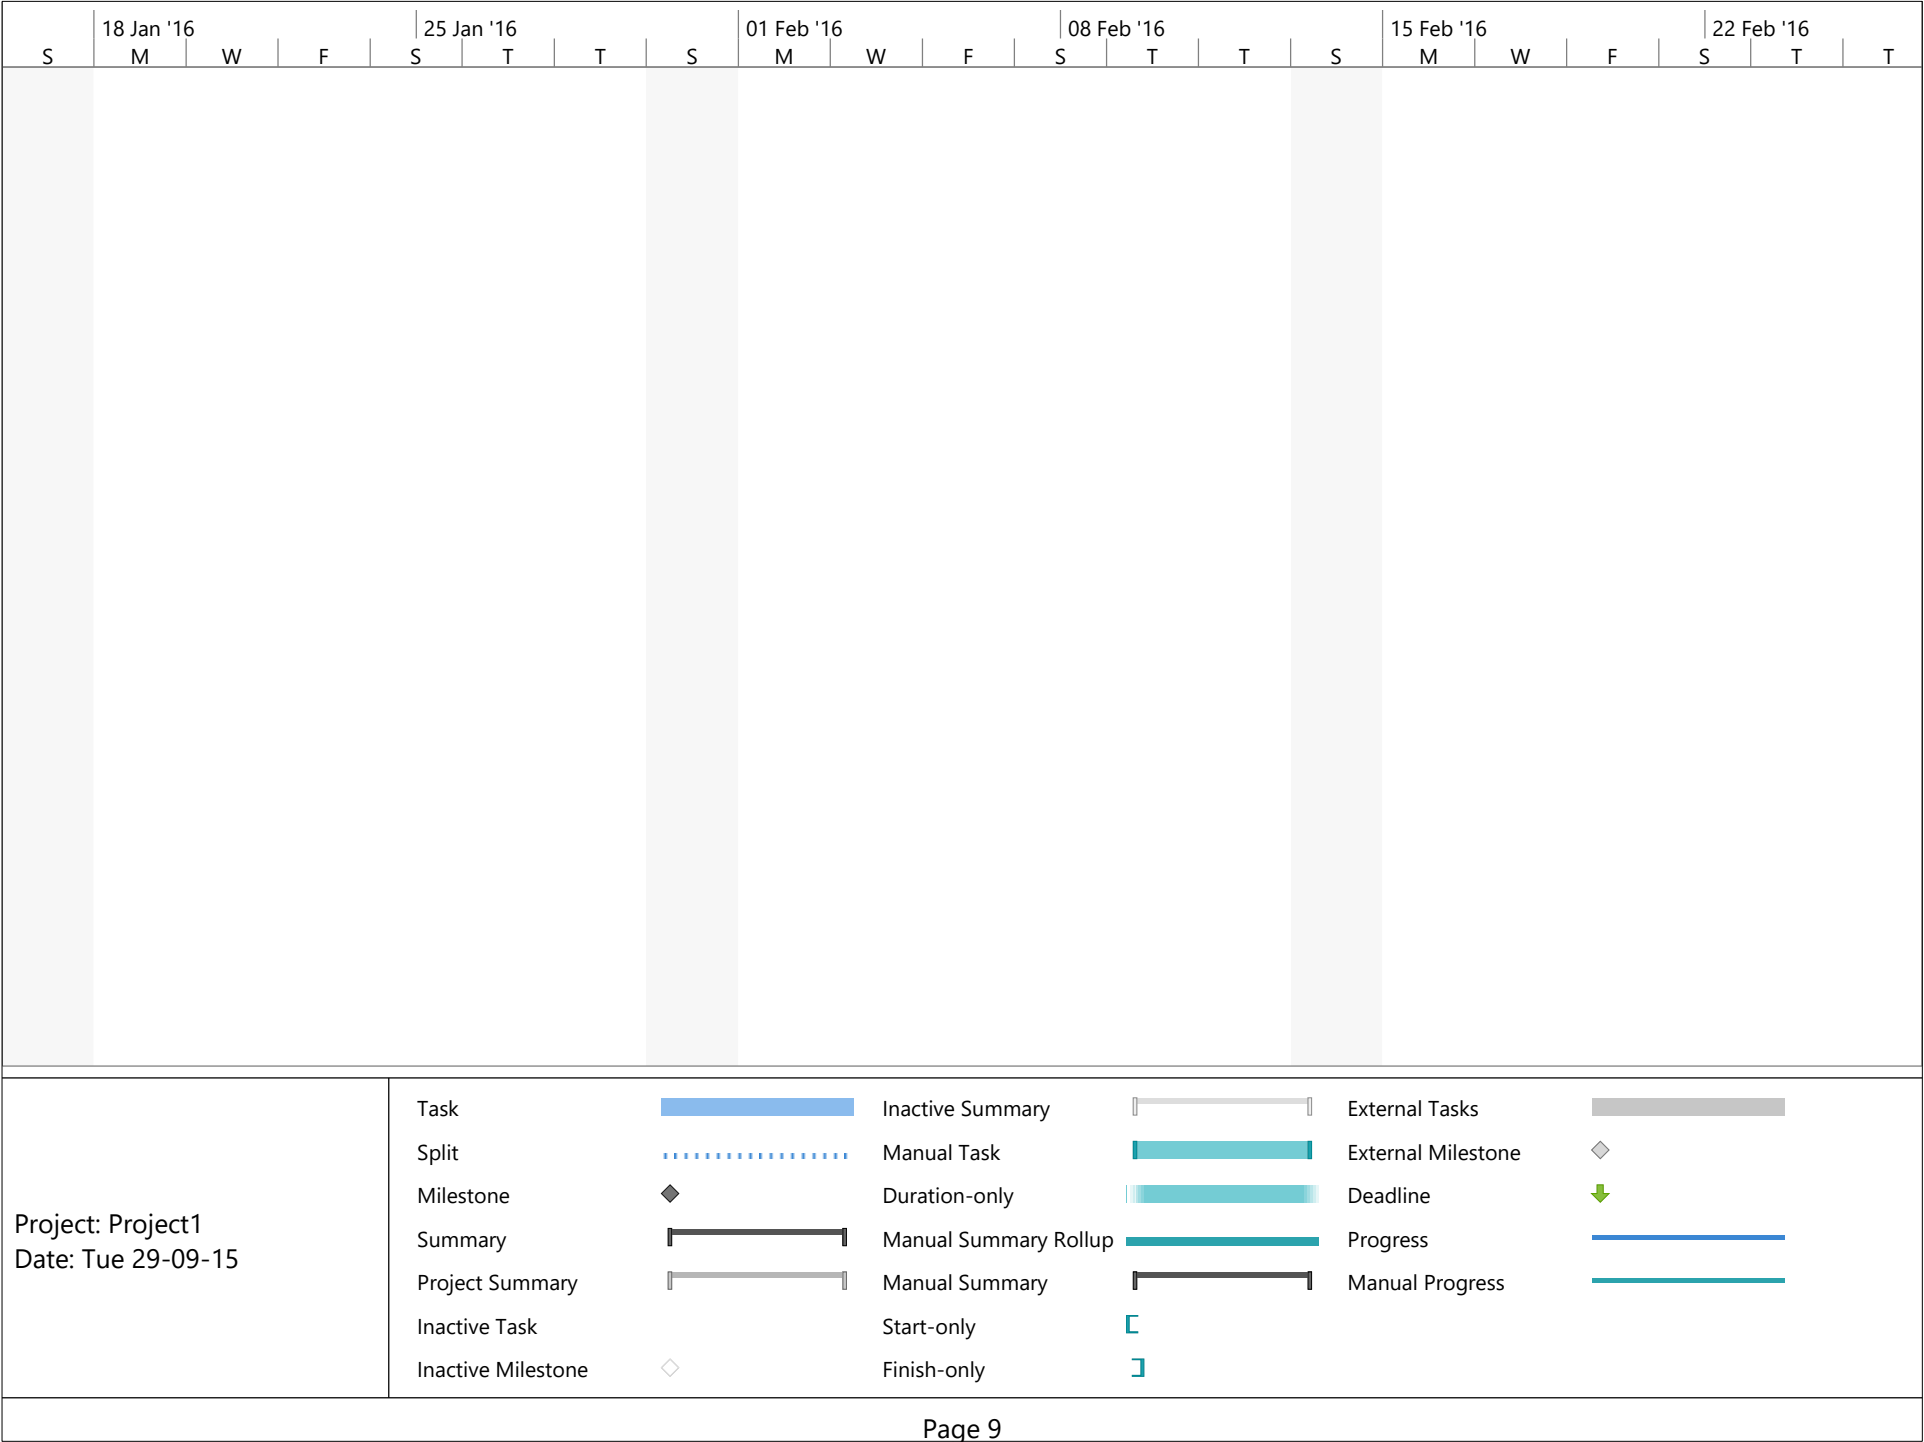 18 Jan '16 25 Jan '16 01 Feb '16 08 Feb '16 15 Feb '16 22 Feb '16
S M W F S T T S M W F S T T S M W F S T T
Project: Project1
Date: Tue 29-09-15
Task
Split
Milestone
Summary
Project Summary
Inactive Task
Inactive Milestone
Inactive Summary
Manual Task
Duration-only
Manual Summary Rollup
Manual Summary
Start-only
Finish-only
External Tasks
External Milestone
Deadline
Progress
Manual Progress
Page 9